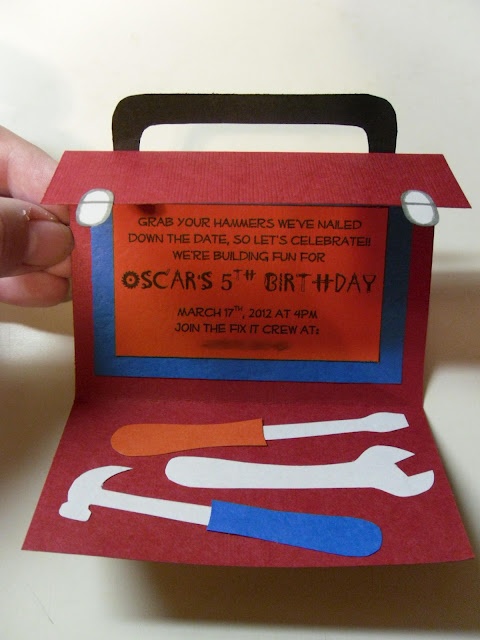 GRAB YOUR HAMMERS WE'VE NAILED
DOWN THE DATE, SO LET'S CELEBRATE!!
WE'RE BUILDING FUN FOR
OSCAR'S 5TH BIRTHDAY
MARCH 17TH, 2012 AT 4PM
JOIN THE FIX IT CREW AT: